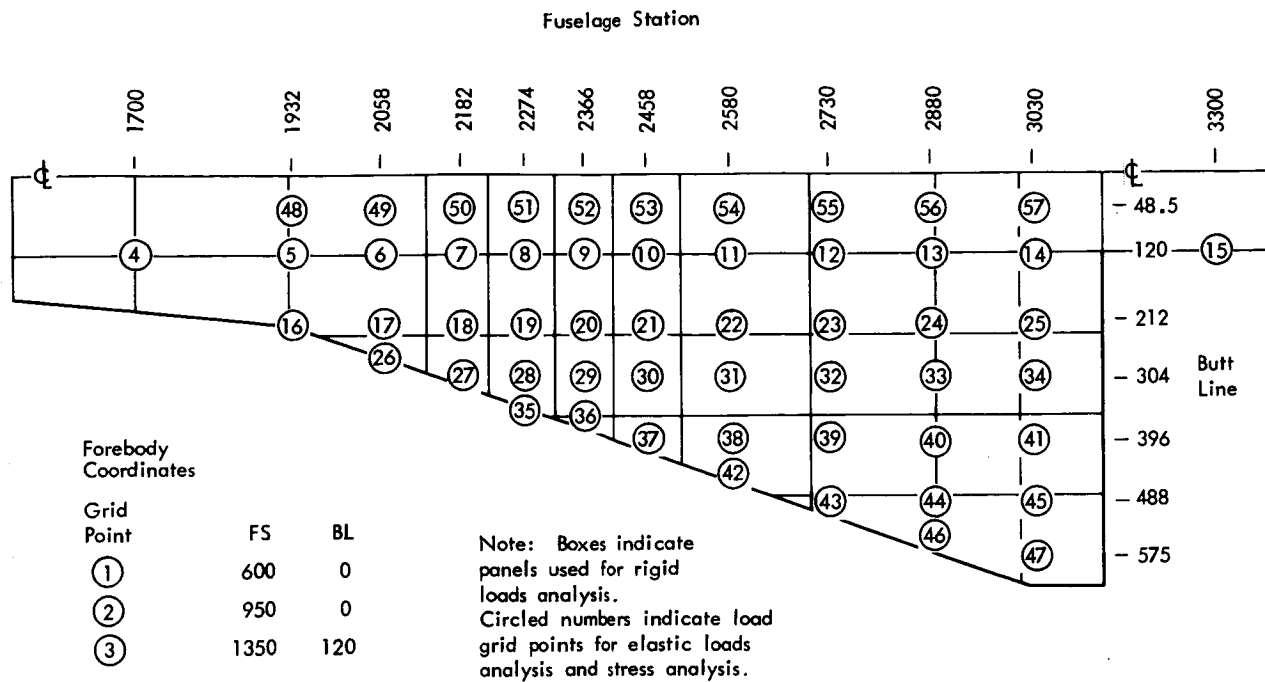 Fuselage Station
1700 1932 2058 2182 2274 2366 2458 2580 2730 2880 3030 3300
℄ ℄
48 49 50 51 52 53 54 55 56 57 – 48.5
4 5 6 7 8 9 10 11 12 13 14 –120 15
16 17 18 19 20 21 22 23 24 25 – 212
26 27 28 29 30 31 32 33 34 – 304
Butt
Line
35 36 37 38 39 40 41 – 396
42 43 44 45 – 488
46 47 – 575
Forebody
Coordinates
Grid
Point FS BL
1 600 0
2 950 0
3 1350 120
Note: Boxes indicate
panels used for rigid
loads analysis.
Circled numbers indicate load
grid points for elastic loads
analysis and stress analysis.